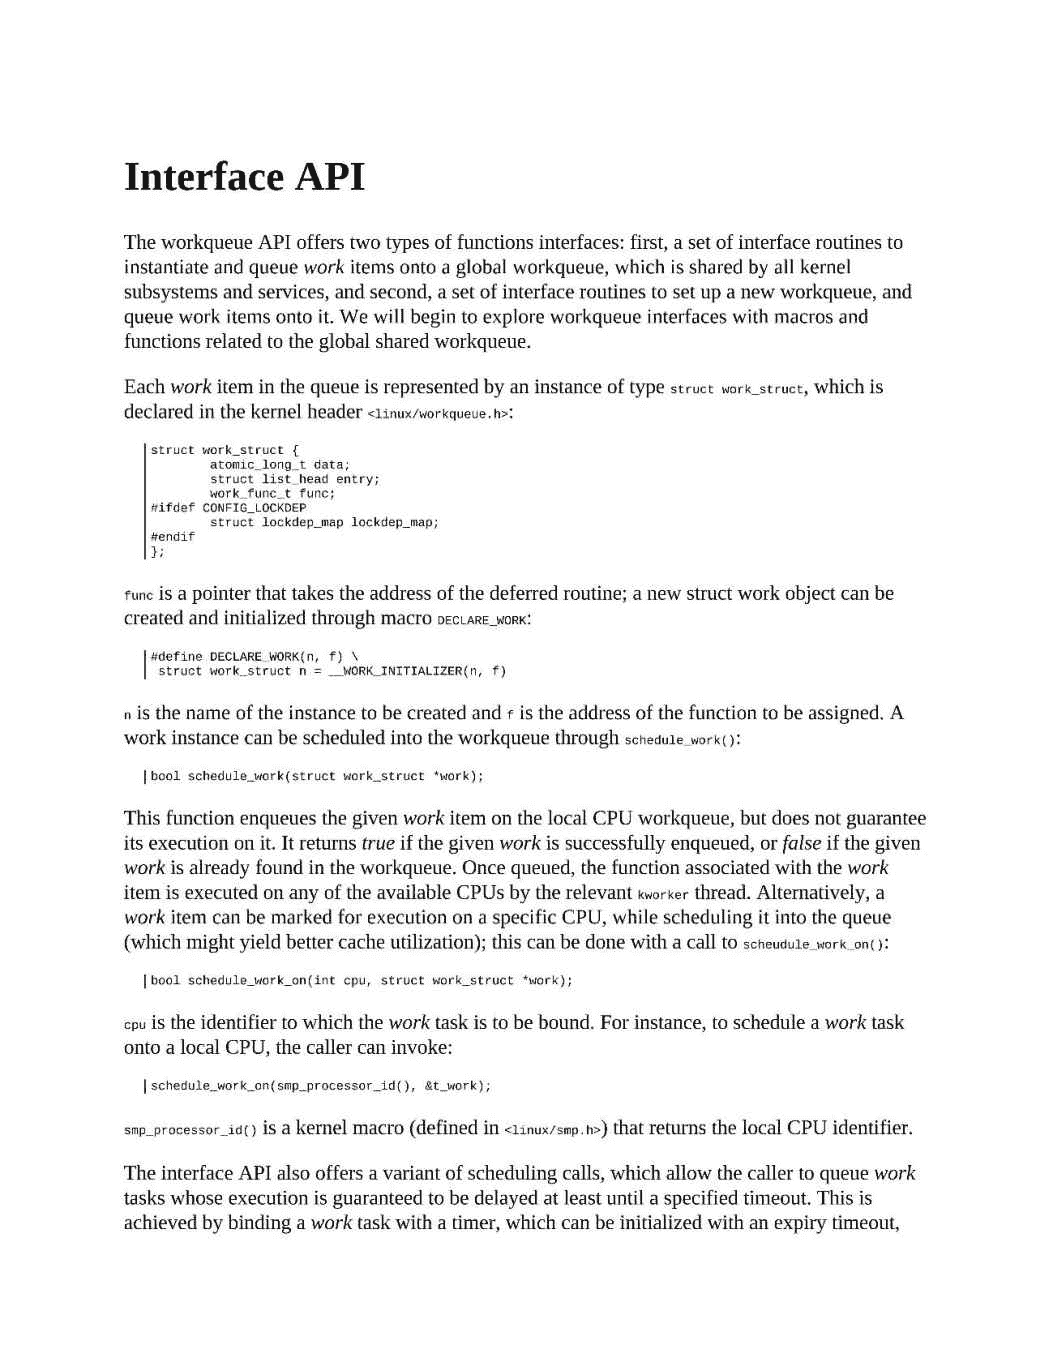 Interface API
The workqueue API offers two types of functions interfaces: first, a set of interface routines to
instantiate and queue work items onto a global workqueue, which is shared by all kernel
subsystems and services, and second, a set of interface routines to set up a new workqueue, and
queue work items onto it. We will begin to explore workqueue interfaces with macros and
functions related to the global shared workqueue.
Each work item in the queue is represented by an instance of type struct work_struct, which is
declared in the kernel header <linux/workqueue.h>:
struct work_struct {
        atomic_long_t data;
        struct list_head entry;
        work_func_t func;
#ifdef CONFIG_LOCKDEP
        struct lockdep_map lockdep_map;
#endif
};
func is a pointer that takes the address of the deferred routine; a new struct work object can be
created and initialized through macro DECLARE_WORK:
#define DECLARE_WORK(n, f) \
 struct work_struct n = __WORK_INITIALIZER(n, f)
n is the name of the instance to be created and f is the address of the function to be assigned. A
work instance can be scheduled into the workqueue through schedule_work():
bool schedule_work(struct work_struct *work);
This function enqueues the given work item on the local CPU workqueue, but does not guarantee
its execution on it. It returns true if the given work is successfully enqueued, or false if the given
work is already found in the workqueue. Once queued, the function associated with the work
item is executed on any of the available CPUs by the relevant kworker thread. Alternatively, a
work item can be marked for execution on a specific CPU, while scheduling it into the queue
(which might yield better cache utilization); this can be done with a call to scheudule_work_on():
bool schedule_work_on(int cpu, struct work_struct *work);
cpu is the identifier to which the work task is to be bound. For instance, to schedule a work task
onto a local CPU, the caller can invoke:
schedule_work_on(smp_processor_id(), &t_work);
smp_processor_id() is a kernel macro (defined in <linux/smp.h>) that returns the local CPU identifier.
The interface API also offers a variant of scheduling calls, which allow the caller to queue work
tasks whose execution is guaranteed to be delayed at least until a specified timeout. This is
achieved by binding a work task with a timer, which can be initialized with an expiry timeout,